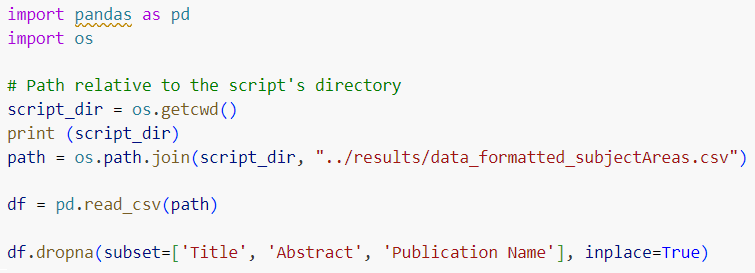 import pandas as pd
import os
# Path relative to the script's directory
script_dir = os.getcwd()
print (script_dir)
path = os.path.join(script_dir, "../results/data_formatted_subjectAreas.csv")
df = pd.read_csv(path)
df.dropna(subset=['Title', 'Abstract', 'Publication Name'], inplace=True)